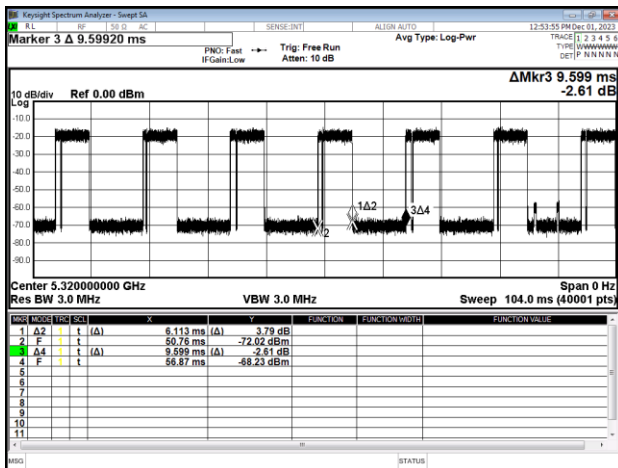 Keysight Spectrum Analyzer - Swept SA
RL RF 50 Ω AC SENSE:INT ALIGN AUTO 12:53:55 PM Dec 01, 2023
Marker 3 Δ 9.59920 ms
PNO: Fast
IFGain:Low
Trig: Free Run
Atten: 10 dB
Avg Type: Log-Pwr
TRACE 1 2 3 4 5 6
TYPE WWWWWW
DET P N N N N N
ΔMkr3 9.599 ms
-2.61 dB
10 dB/div Ref 0.00 dBm
Log
-10.0
-20.0
-30.0
-40.0
-50.0
-60.0
-70.0
-80.0
-90.0
1Δ2
2
3Δ4
Center 5.320000000 GHz Span 0 Hz
Res BW 3.0 MHz VBW 3.0 MHz Sweep 104.0 ms (40001 pts)
MKR MODE TRC SCL X Y FUNCTION FUNCTION WIDTH FUNCTION VALUE
1 Δ2 1 t (Δ) 6.113 ms (Δ) 3.79 dB
2 F 1 t 50.76 ms -72.02 dBm
3 Δ4 1 t (Δ) 9.599 ms (Δ) -2.61 dB
4 F 1 t 56.87 ms -68.23 dBm
5
6
7
8
9
10
11
MSG STATUS